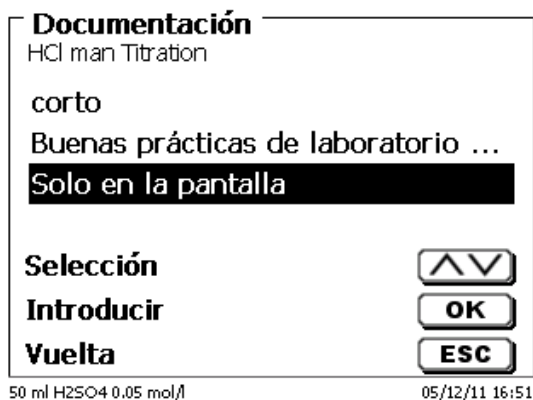 Documentación
HCl man Titration
corto
Buenas prácticas de laboratorio ...
Solo en la pantalla
Selección
Introducir OK
Vuelta ESC
50 ml H2SO4 0.05 mol/l 05/12/11 16:51